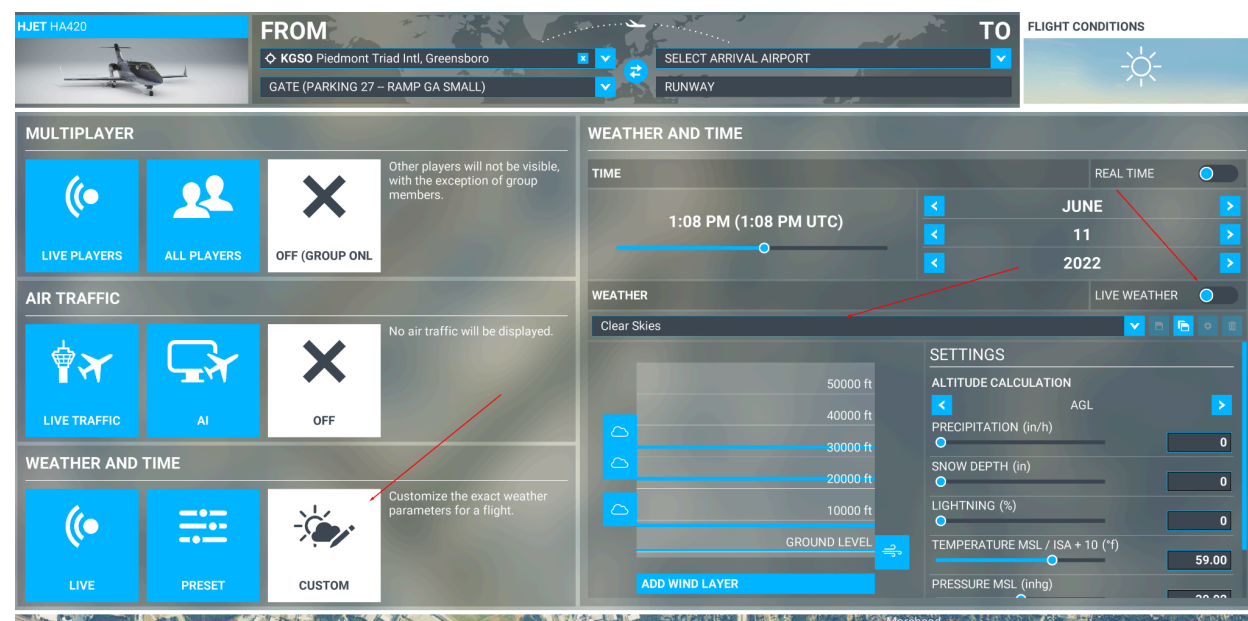 HJET HA420
FROM
TO
FLIGHT CONDITIONS
KGSO Piedmont Triad Intl, Greensboro
x
SELECT ARRIVAL AIRPORT
GATE (PARKING 27 -- RAMP GA SMALL)
RUNWAY
MULTIPLAYER
Other players will not be visible,
with the exception of group
members.
LIVE PLAYERS
ALL PLAYERS
OFF (GROUP ONL
AIR TRAFFIC
No air traffic will be displayed.
LIVE TRAFFIC
AI
OFF
WEATHER AND TIME
Customize the exact weather
parameters for a flight.
LIVE
PRESET
CUSTOM
WEATHER AND TIME
TIME
REAL TIME
1:08 PM (1:08 PM UTC)
JUNE
11
2022
WEATHER
LIVE WEATHER
Clear Skies
50000 ft
40000 ft
30000 ft
20000 ft
10000 ft
GROUND LEVEL
ADD WIND LAYER
SETTINGS
ALTITUDE CALCULATION
AGL
PRECIPITATION (in/h)
0
SNOW DEPTH (in)
0
LIGHTNING (%)
0
TEMPERATURE MSL / ISA + 10 (°f)
59.00
PRESSURE MSL (inhg)